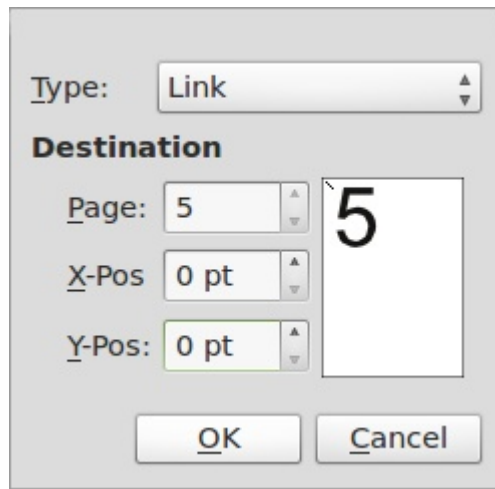 Type: Link
Destination
Page: 5
X-Pos 0 pt
Y-Pos: 0 pt
5
OK Cancel